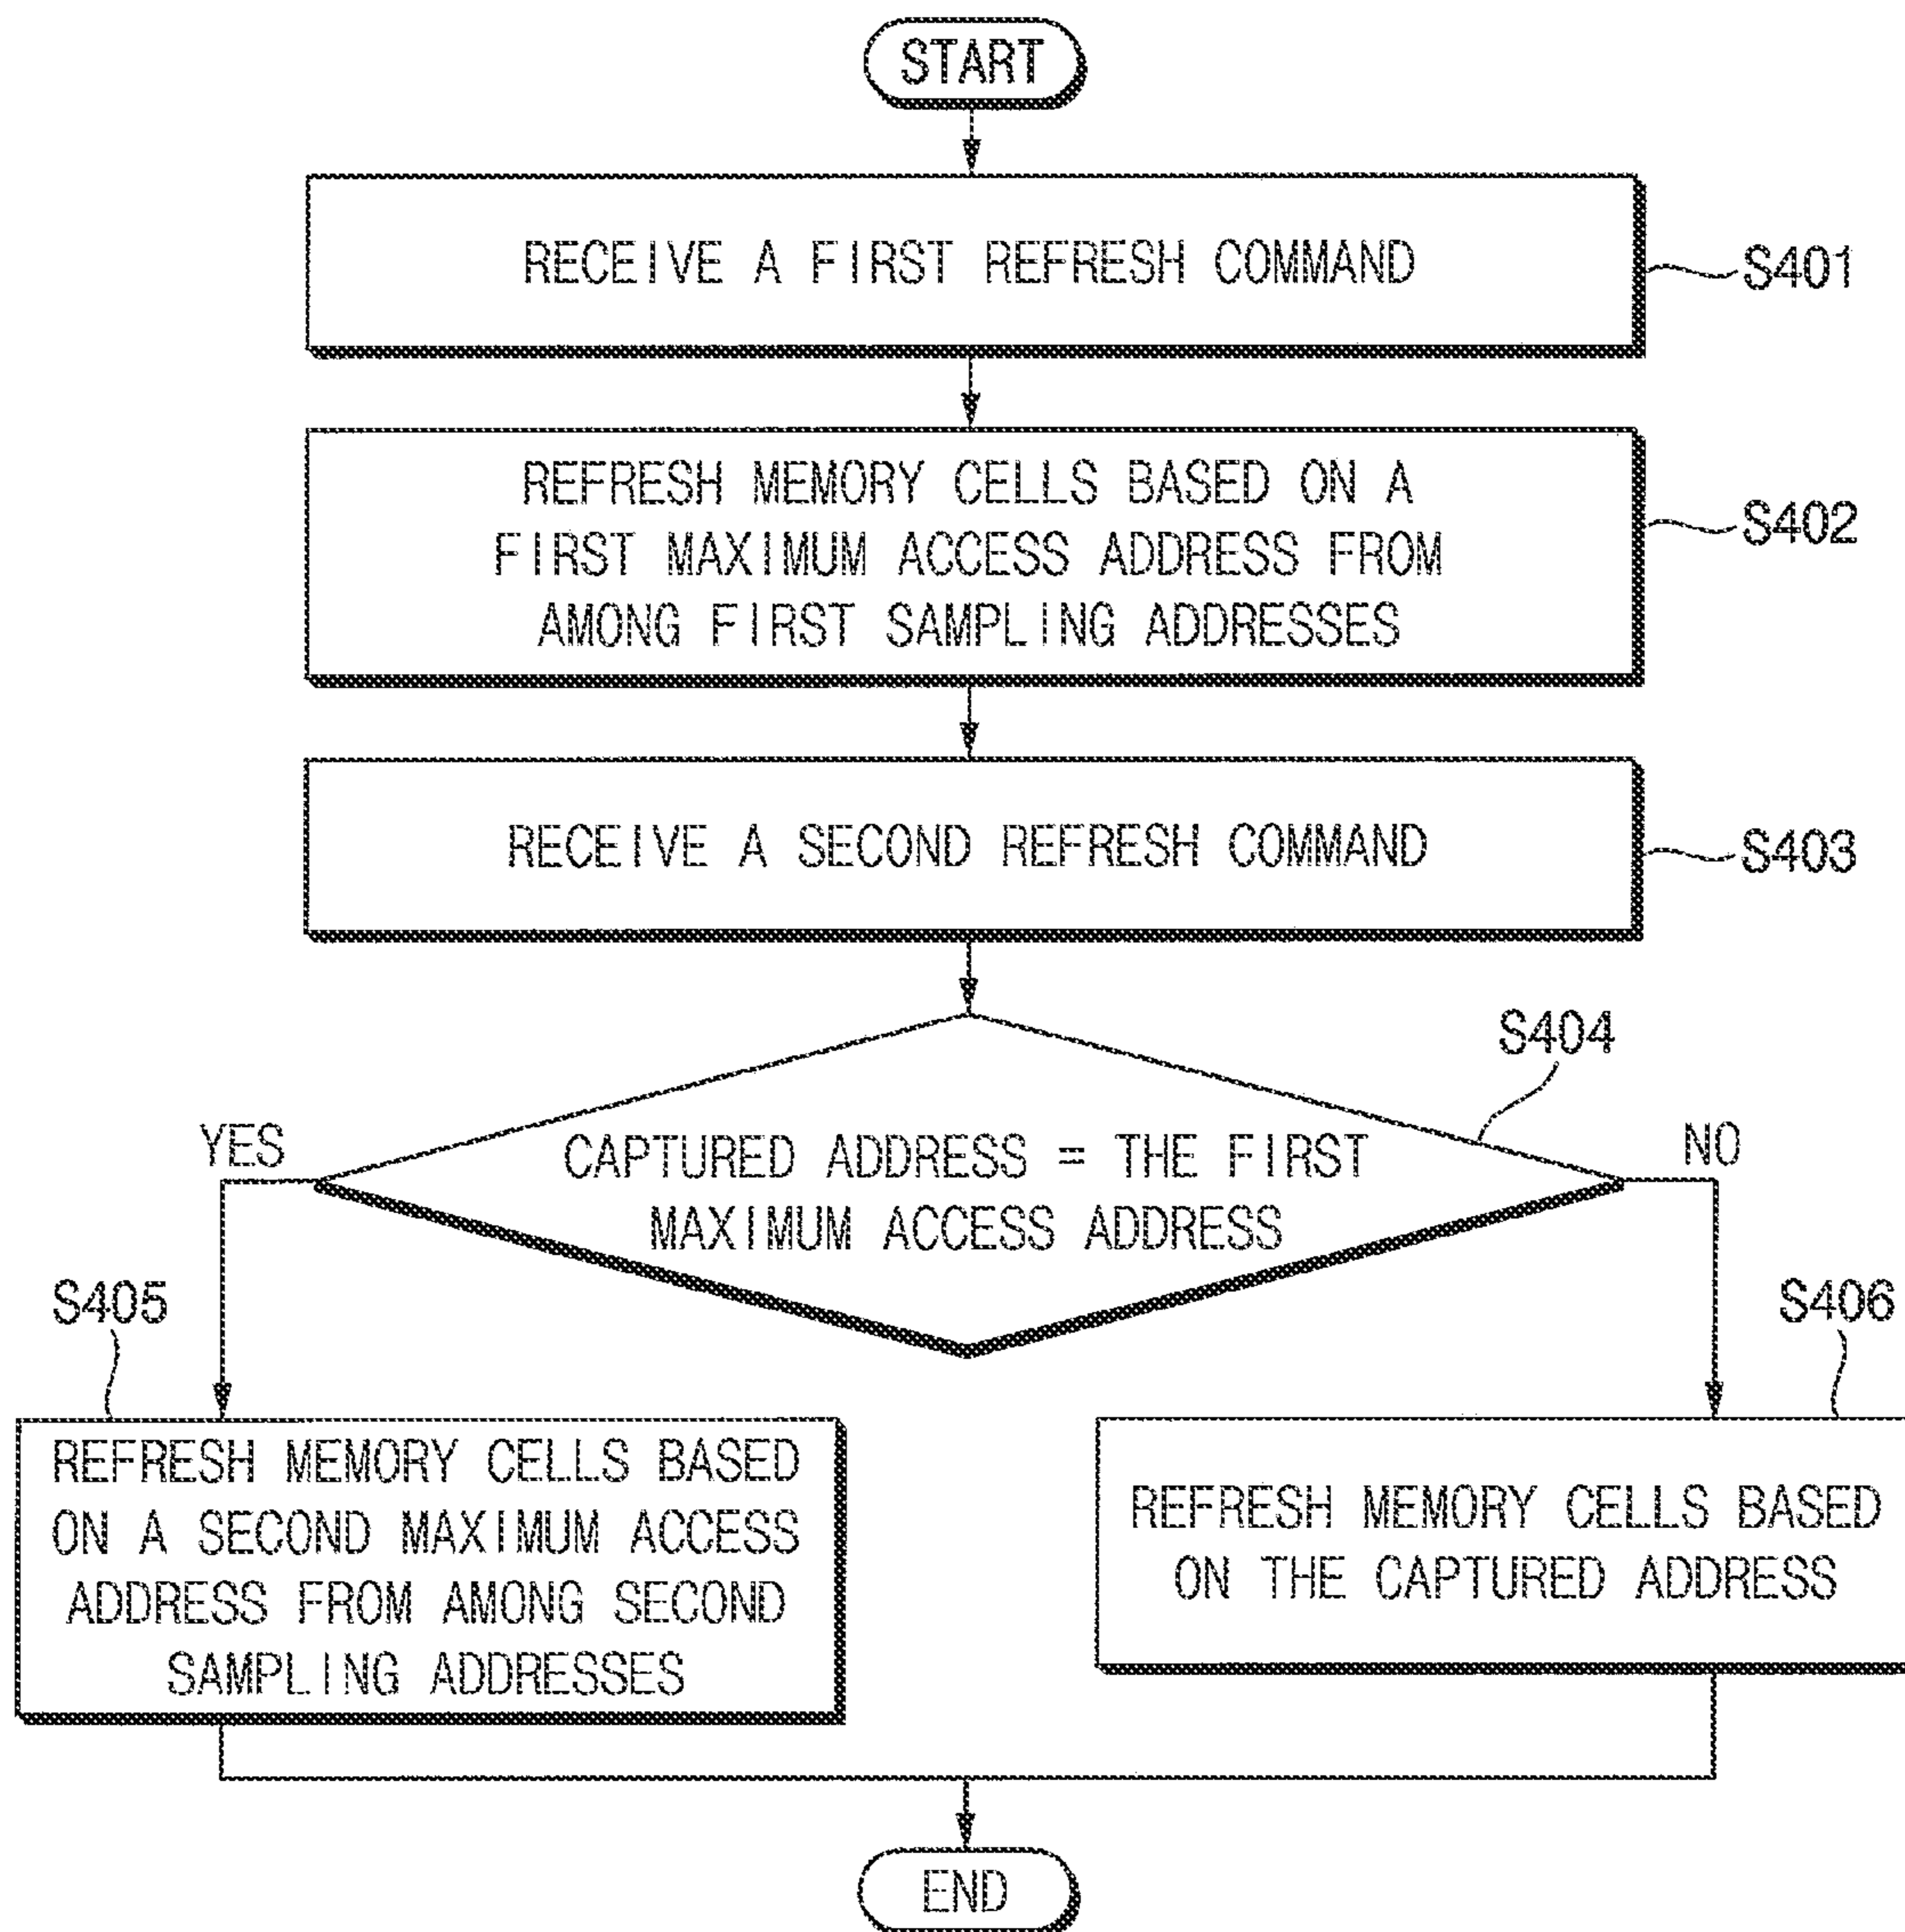 START
RECEIVE A FIRST REFRESH COMMAND
S401
REFRESH MEMORY CELLS BASED ON A
FIRST MAXIMUM ACCESS ADDRESS FROM
AMONG FIRST SAMPLING ADDRESSES
S402
RECEIVE A SECOND REFRESH COMMAND
S403
S404
YES
CAPTURED ADDRESS = THE FIRST
MAXIMUM ACCESS ADDRESS
NO
S405
REFRESH MEMORY CELLS BASED
ON A SECOND MAXIMUM ACCESS
ADDRESS FROM AMONG SECOND
SAMPLING ADDRESSES
S406
REFRESH MEMORY CELLS BASED
ON THE CAPTURED ADDRESS
END